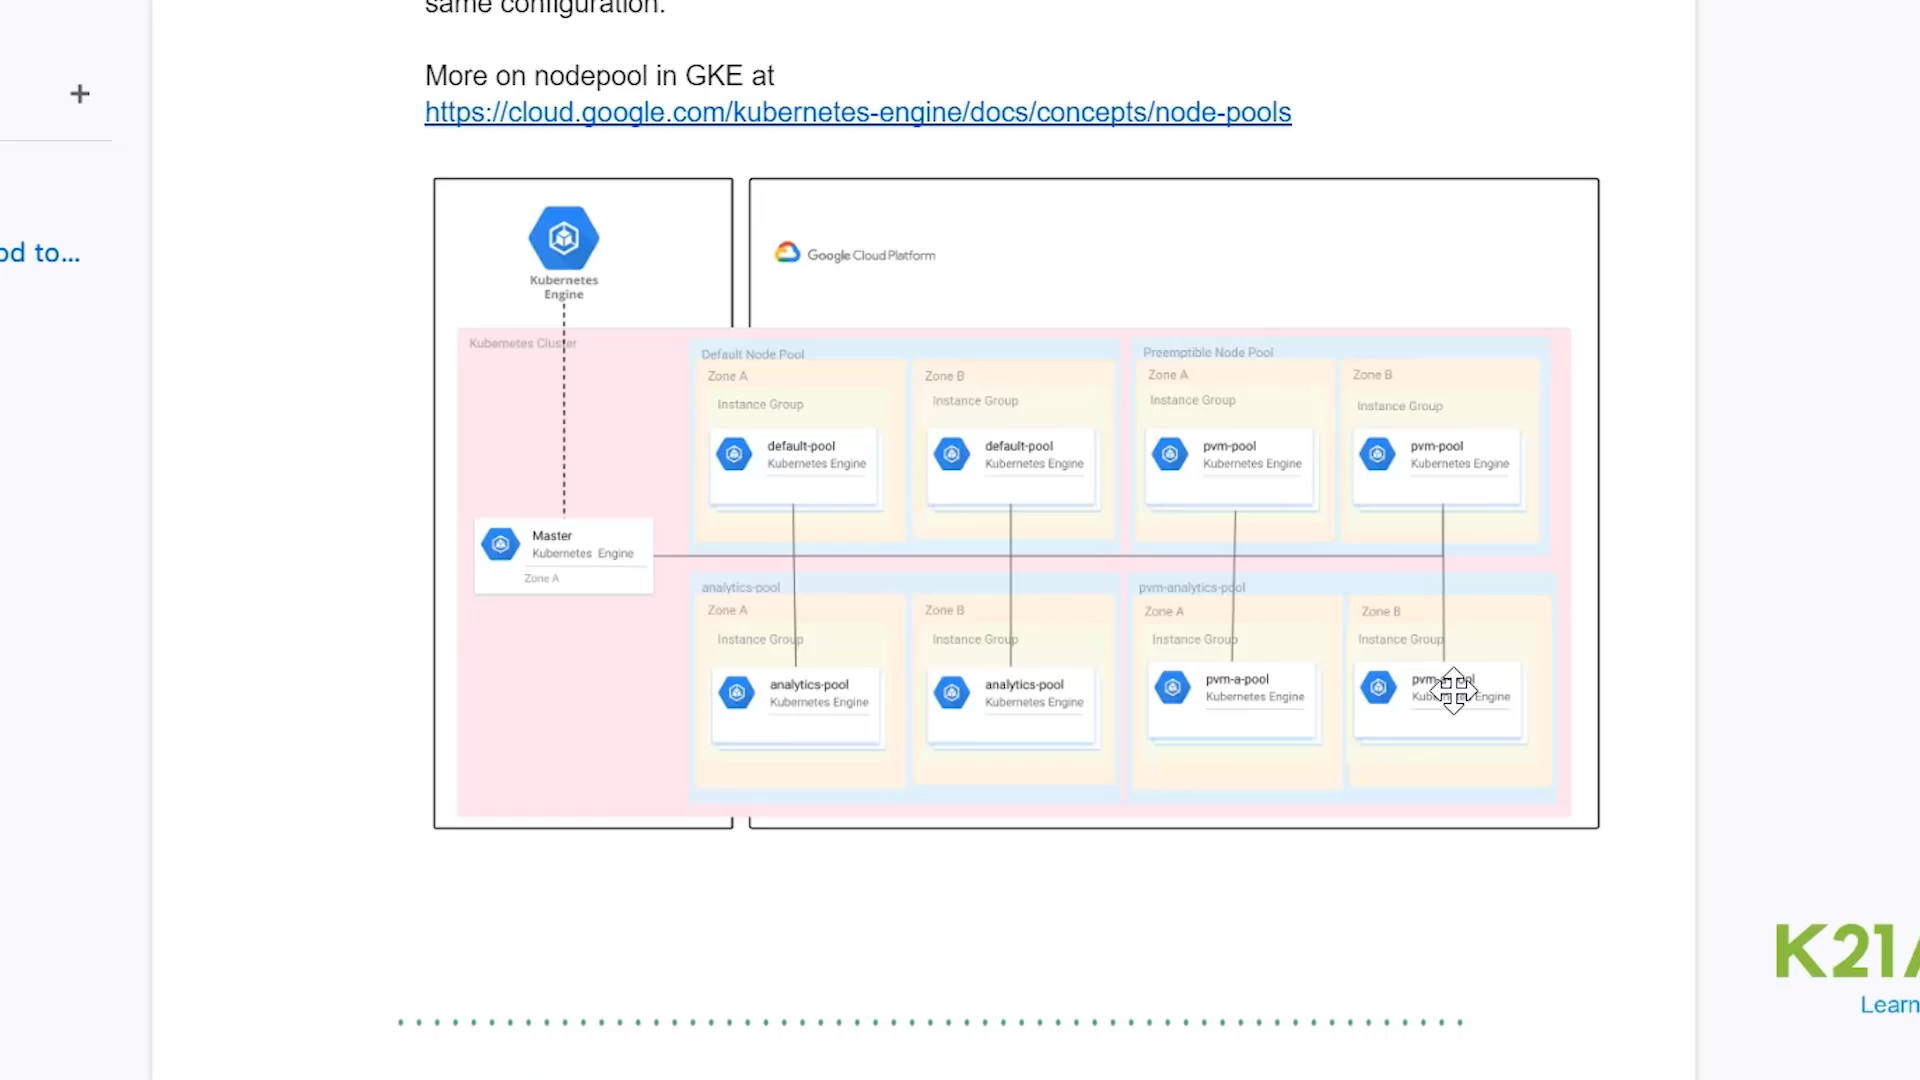 same configuration.
More on nodepool in GKE at
https://cloud.google.com/kubernetes-engine/docs/concepts/node-pools
od to...
Kubernetes
Engine
Google Cloud Platform
Kubernetes Cluster
Default Node Pool
Zone A
Instance Group
default-pool
Kubernetes Engine
Zone B
Instance Group
default-pool
Kubernetes Engine
Preemptible Node Pool
Zone A
Instance Group
pvm-pool
Kubernetes Engine
Zone B
Instance Group
pvm-pool
Kubernetes Engine
Master
Kubernetes Engine
Zone A
analytics-pool
Zone A
Instance Group
analytics-pool
Kubernetes Engine
Zone B
Instance Group
analytics-pool
Kubernetes Engine
pvm-analytics-pool
Zone A
Instance Group
pvm-a-pool
Kubernetes Engine
Zone B
Instance Group
Engine
K21
Learn